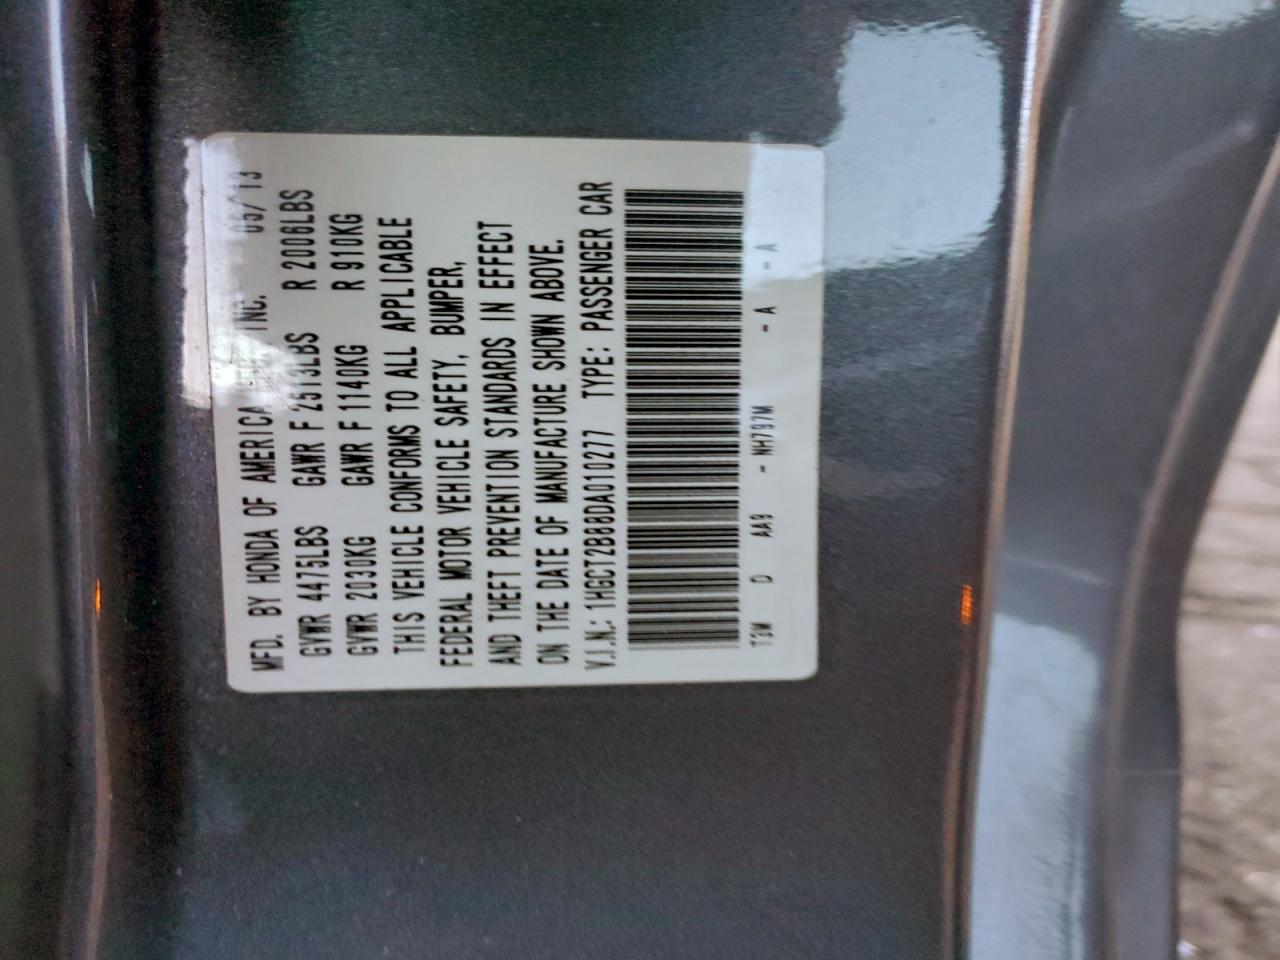 MFD. BY HONDA OF AMERICA INC. 05/13
GVWR 4475LBS GAWR F 2513LBS R 2006LBS
GVWR 2030KG GAWR F 1140KG R 910KG
THIS VEHICLE CONFORMS TO ALL APPLICABLE
FEDERAL MOTOR VEHICLE SAFETY, BUMPER,
AND THEFT PREVENTION STANDARDS IN EFFECT
ON THE DATE OF MANUFACTURE SHOWN ABOVE.
V.I.N.: 1HGCT2B88DA010277 TYPE: PASSENGER CAR
T3M D AA9 - NH797M - A - A